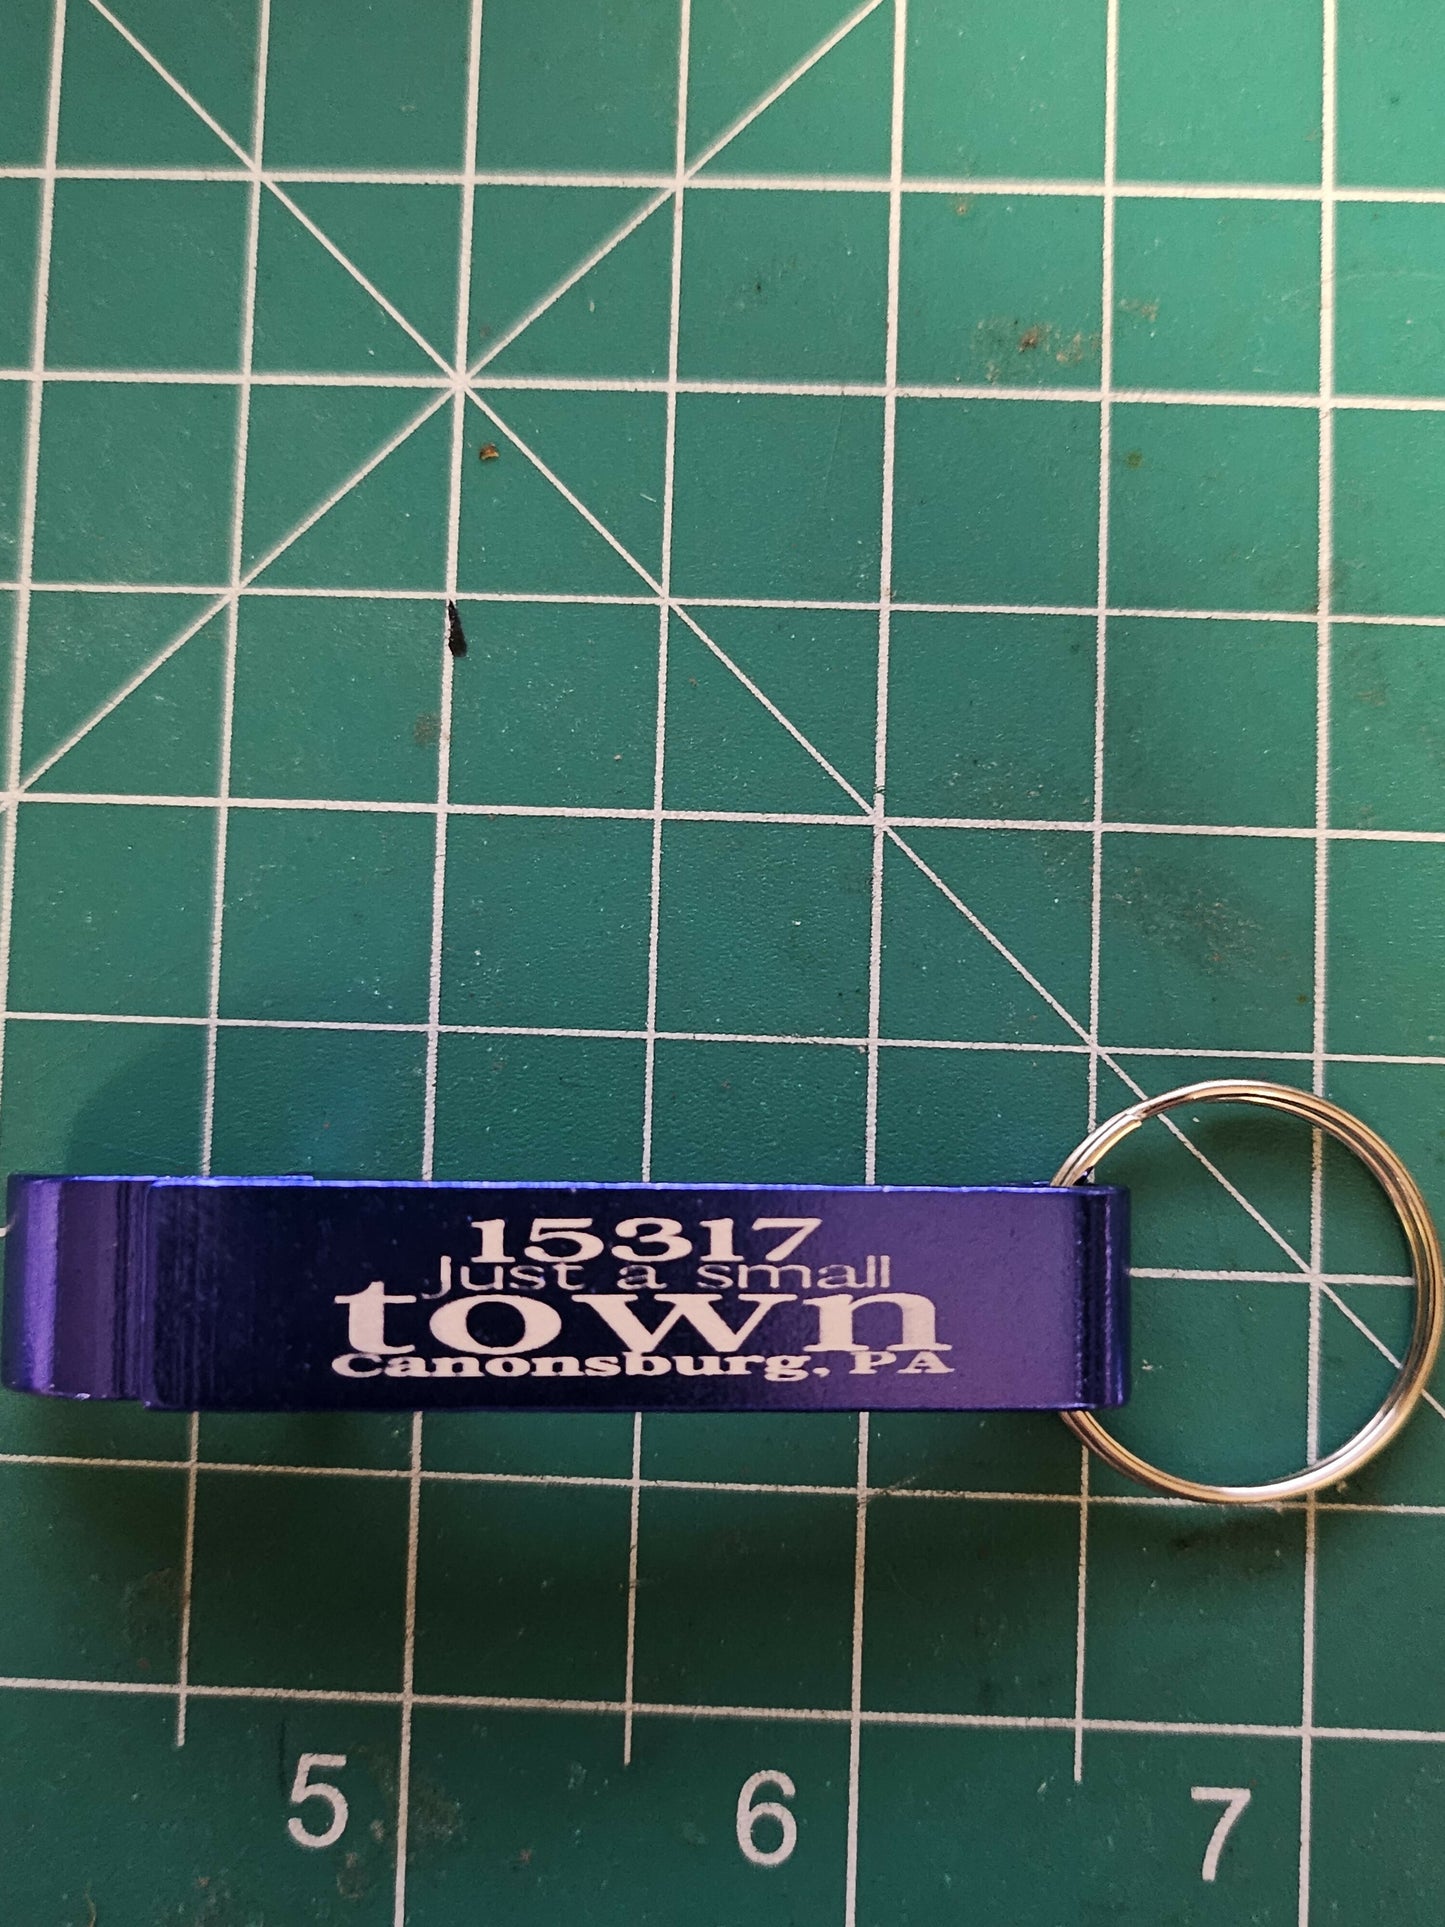 15317
Just a small
town
Canonsburg, PA
5 6 7